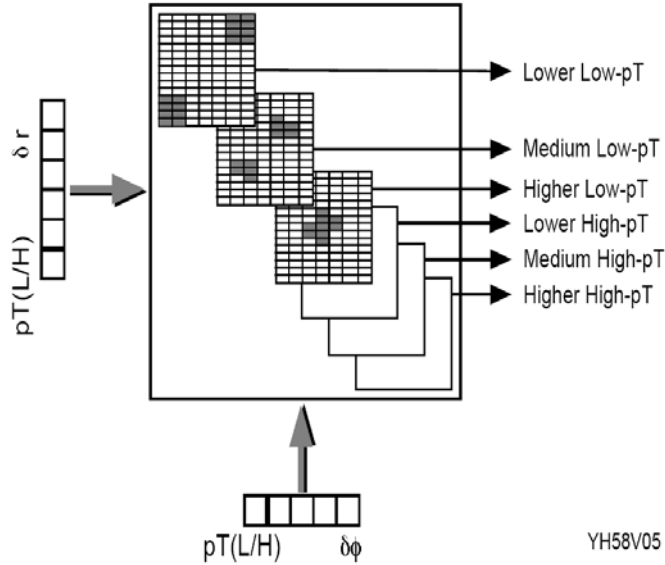 Lower Low-pT
Medium Low-pT
Higher Low-pT
Lower High-pT
Medium High-pT
Higher High-pT
pT(L/H) δ r
pT(L/H) δϕ
YH58V05